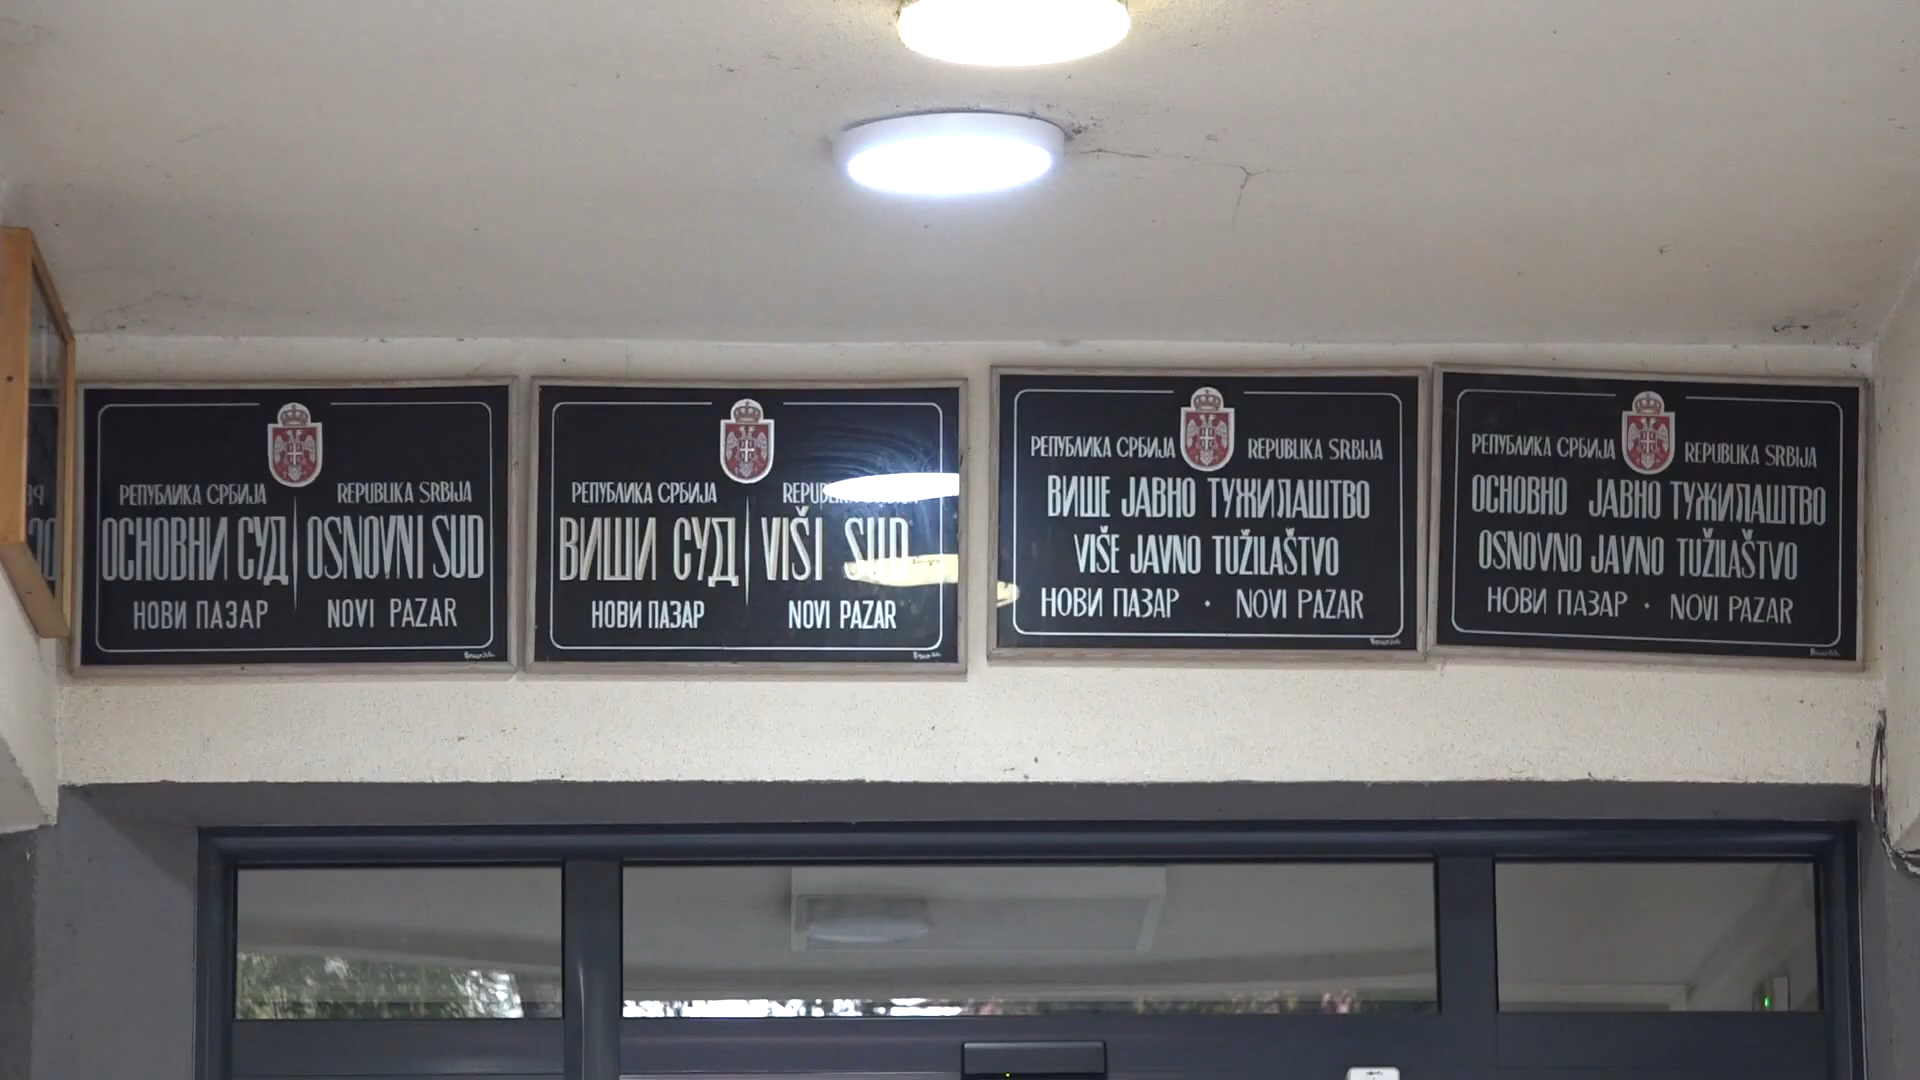 РЕПУБЛИКА СРБИЈА
REPUBLIKA SRBIJA
ОСНОВНИ СУД
OSNOVNI SUD
НОВИ ПАЗАР
NOVI PAZAR
РЕПУБЛИКА СРБИЈА
REPUBLIKA SRBIJA
ВИШИ СУД
VIŠI SUD
НОВИ ПАЗАР
NOVI PAZAR
РЕПУБЛИКА СРБИЈА REPUBLIKA SRBIJA
ВИШЕ ЈАВНО ТУЖИЛАШТВО
VIŠE JAVNO TUŽILAŠTVO
НОВИ ПАЗАР · NOVI PAZAR
РЕПУБЛИКА СРБИЈА REPUBLIKA SRBIJA
ОСНОВНО ЈАВНО ТУЖИЛАШТВО
OSNOVNO JAVNO TUŽILAŠTVO
НОВИ ПАЗАР · NOVI PAZAR